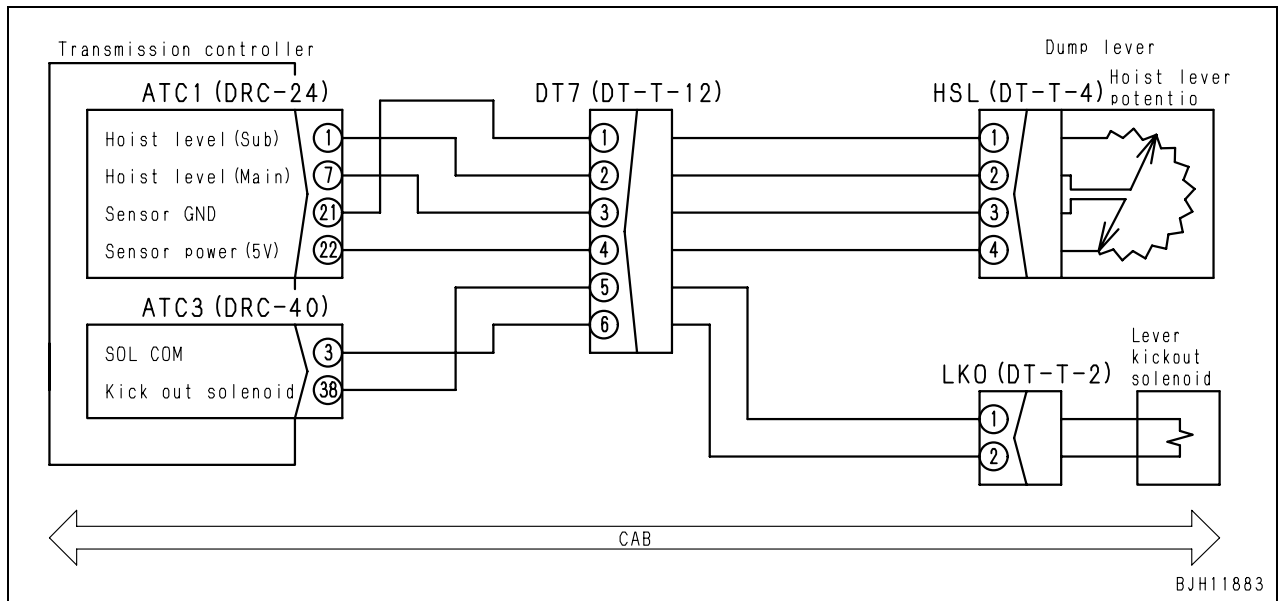 Transmission controller
Dump lever
ATC1 (DRC-24)
DT7 (DT-T-12)
HSL (DT-T-4)
Hoist lever
potentio
Hoist level (Sub)
1
1
1
Hoist level (Main)
7
2
2
Sensor GND
21
3
3
Sensor power (5V)
22
4
4
5
ATC3 (DRC-40)
6
SOL COM
3
Kick out solenoid
38
Lever
kickout
solenoid
LKO (DT-T-2)
1
2
CAB
BJH11883